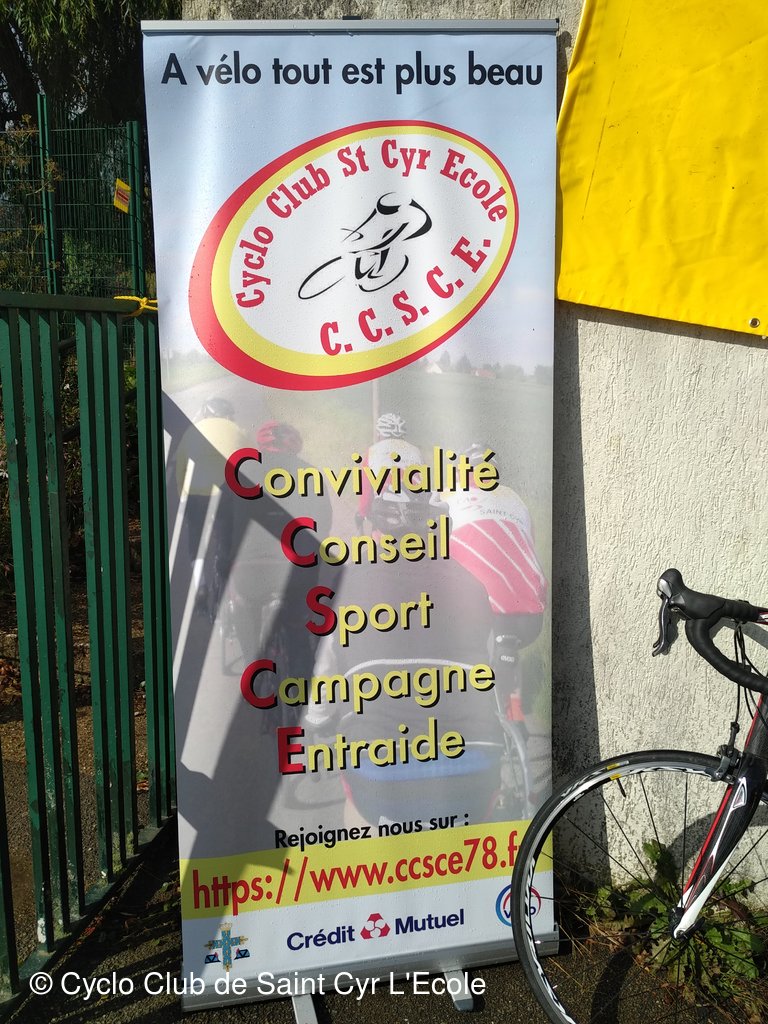 A vélo tout est plus beau
Cyclo Club St Cyr Ecole
C. C. S. C. E.
Convivialité
Conseil
Sport
Campagne
Entraide
Rejoignez nous sur :
https://www.ccsce78.f
Crédit Mutuel
© Cyclo Club de Saint Cyr L'Ecole